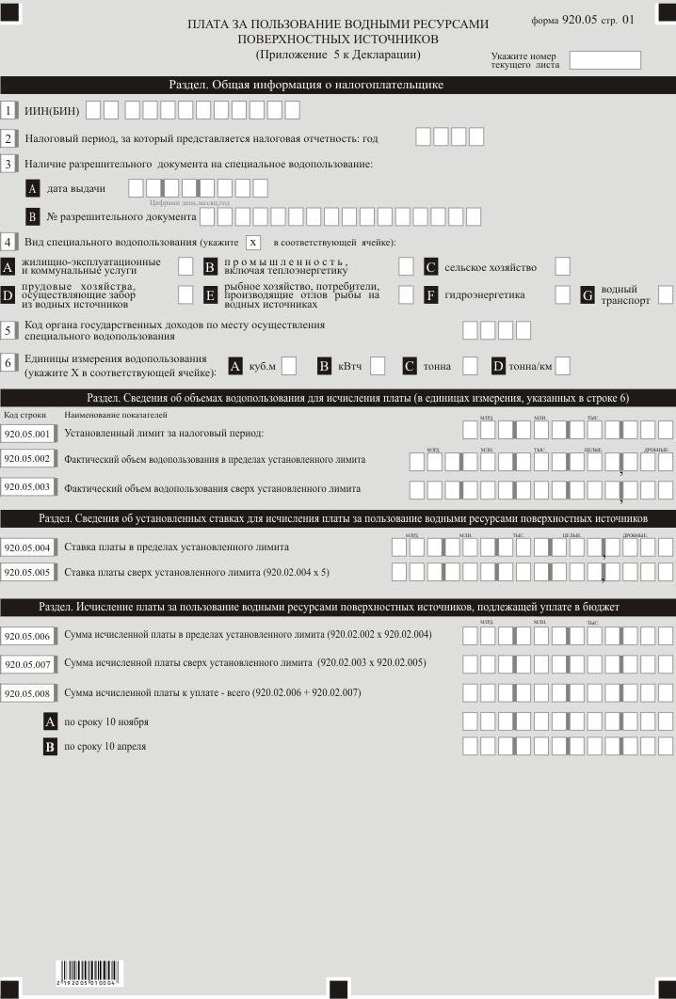 ПЛАТА ЗА ПОЛЬЗОВАНИЕ ВОДНЫМИ РЕСУРСАМИ
ПОВЕРХНОСТНЫХ ИСТОЧНИКОВ
(Приложение 5 к Декларации)
форма 920.05 стр. 01
Укажите номер
текущего листа
Раздел. Общая информация о налогоплательщике
1 ИИН(БИН)
2 Налоговый период, за который представляется налоговая отчетность: год
3 Наличие разрешительного документа на специальное водопользование:
A дата выдачи
Цифрами день,месяц,год
B № разрешительного документа
4 Вид специального водопользования (укажите x в соответствующей ячейке):
A жилищно-эксплуатационные
и коммунальные услуги
B промышленность,
включая теплоэнергетику
C сельское хозяйство
D прудовые хозяйства,
осуществляющие забор
из водных источников
E рыбное хозяйство, потребители,
производящие отлов рыбы на
водных источниках
F гидроэнергетика
G водный
транспорт
5 Код органа государственных доходов по месту осуществления
специального водопользования
6 Единицы измерения водопользования
(укажите X в соответствующей ячейке):
A куб.м B кВтч C тонна D тонна/км
Раздел. Сведения об объемах водопользования для исчисления платы (в единицах измерения, указанных в строке 6)
Код строки Наименование показателей
МЛРД. МЛН. ТЫС.
920.05.001 Установленный лимит за налоговый период:
МЛРД. МЛН. ТЫС. ЦЕЛЫЕ. ДРОБНЫЕ.
920.05.002 Фактический объем водопользования в пределах установленного лимита ,
920.05.003 Фактический объем водопользования сверх установленного лимита ,
Раздел. Сведения об установленных ставках для исчисления платы за пользование водными ресурсами поверхностных источников
МЛРД. МЛН. ТЫС. ЦЕЛЫЕ. ДРОБНЫЕ.
920.05.004 Ставка платы в пределах установленного лимита ,
920.05.005 Ставка платы сверх установленного лимита (920.02.004 x 5) ,
Раздел. Исчисление платы за пользование водными ресурсами поверхностных источников, подлежащей уплате в бюджет
МЛРД. МЛН. ТЫС.
920.05.006 Сумма исчисленной платы в пределах установленного лимита (920.02.002 x 920.02.004)
920.05.007 Сумма исчисленной платы сверх установленного лимита (920.02.003 x 920.02.005)
920.05.008 Сумма исчисленной платы к уплате - всего (920.02.006 + 920.02.007)
A по сроку 10 ноября
B по сроку 10 апреля
2 192005 010004